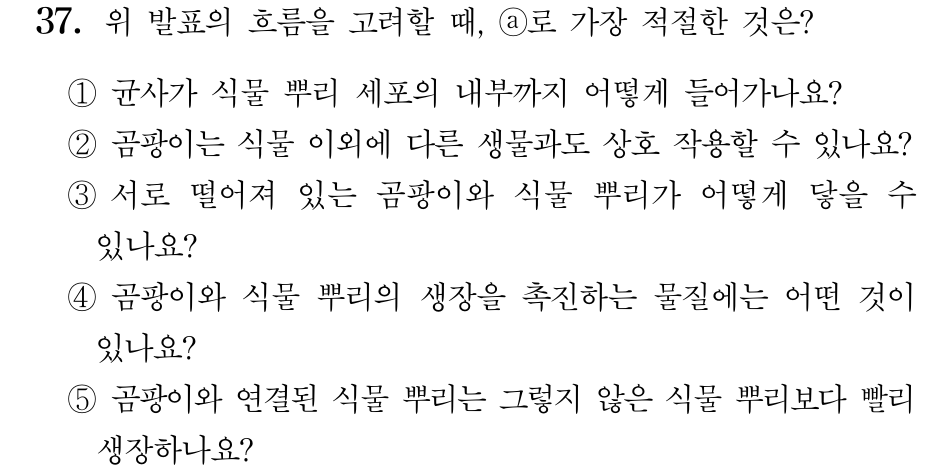 37. 위 발표의 흐름을 고려할 때, ⓐ로 가장 적절한 것은?
① 균사가 식물 뿌리 세포의 내부까지 어떻게 들어가나요?
② 곰팡이는 식물 이외에 다른 생물과도 상호 작용할 수 있나요?
③ 서로 떨어져 있는 곰팡이와 식물 뿌리가 어떻게 닿을 수
있나요?
④ 곰팡이와 식물 뿌리의 생장을 촉진하는 물질에는 어떤 것이
있나요?
⑤ 곰팡이와 연결된 식물 뿌리는 그렇지 않은 식물 뿌리보다 빨리
생장하나요?